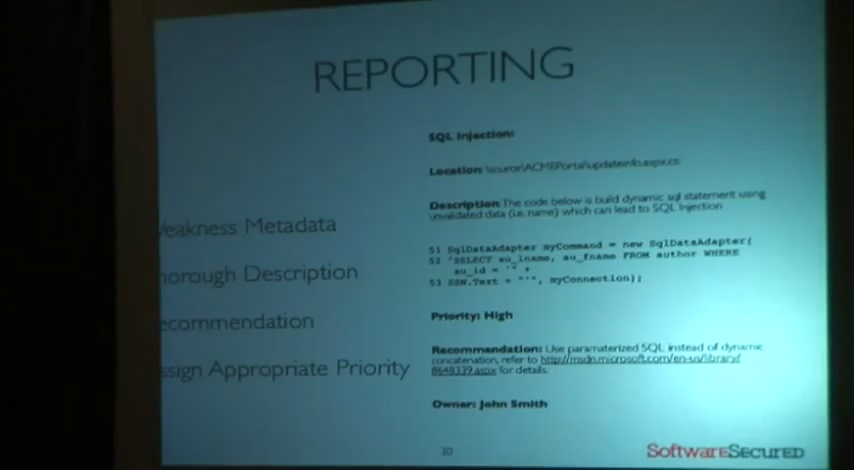 REPORTING
eakness Metadata
horough Description
ecommendation
ssign Appropriate Priority
SQL Injection:
Location: \source\ACMEPortal\updateinfo.aspx.cs
Description: The code below is build dynamic sql statement using
unvalidated data (i.e. name) which can lead to SQL Injection
51 SqlDataAdapter myCommand = new SqlDataAdapter(
52 "SELECT au_lname, au_fname FROM author WHERE
au_id = '" +
53 SSN.Text + "'", myConnection);
Priority: High
Recommendation: Use paramaterized SQL instead of dynamic
concatenation, refer to http://msdn.microsoft.com/en-us/library/
ff648339.aspx for details.
Owner: John Smith
30
SOFTWARESECURED